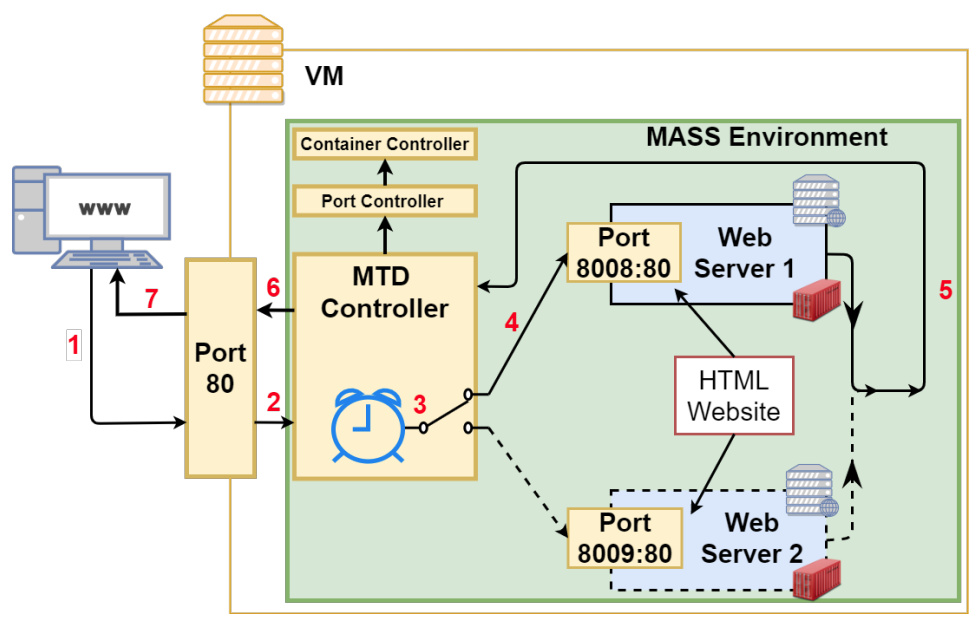 VM
MASS Environment
Container Controller
Port Controller
www
MTD
Controller
Port
8008:80
Web
Server 1
6
7
5
4
1
Port
80
HTML
Website
2
3
Port
8009:80
Web
Server 2